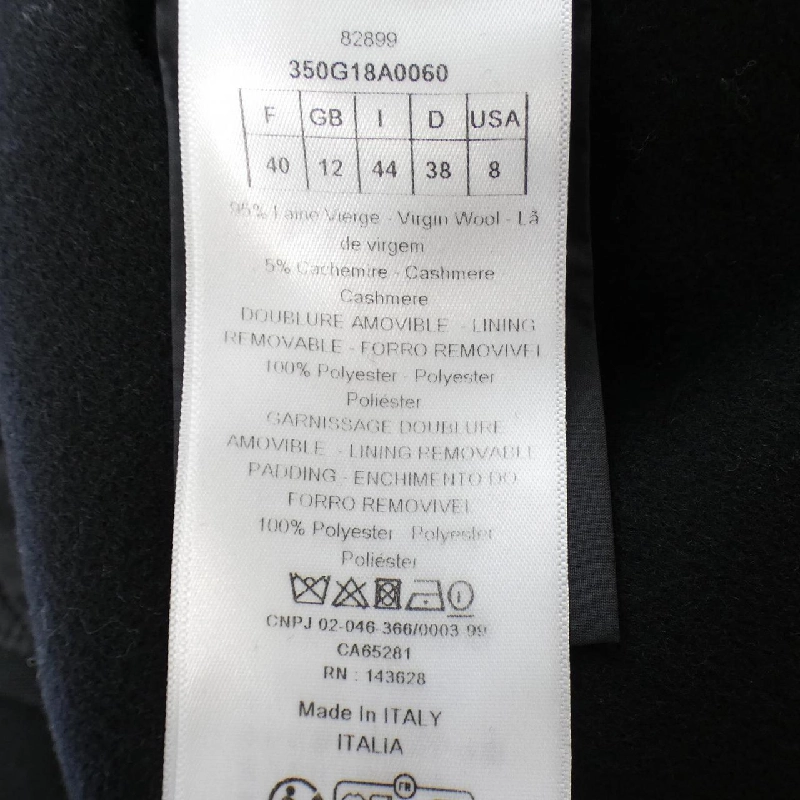 82899
350G18A0060
F GB I D USA
40 12 44 38 8
95% Laine Vierge - Virgin Wool - Lã
de virgem
5% Cachemire - Cashmere
Cashmere
DOUBLURE AMOVIBLE - LINING
REMOVABLE - FORRO REMOVIVEL
100% Polyester - Polyester
Poliéster
GARNISSAGE DOUBLURE
AMOVIBLE - LINING REMOVABLE
PADDING - ENCHIMENTO DO
FORRO REMOVIVEL
100% Polyester - Polyester
Poliéster
CNPJ 02-046-366/0003 99
CA65281
RN : 143628
Made In ITALY
ITALIA
FR